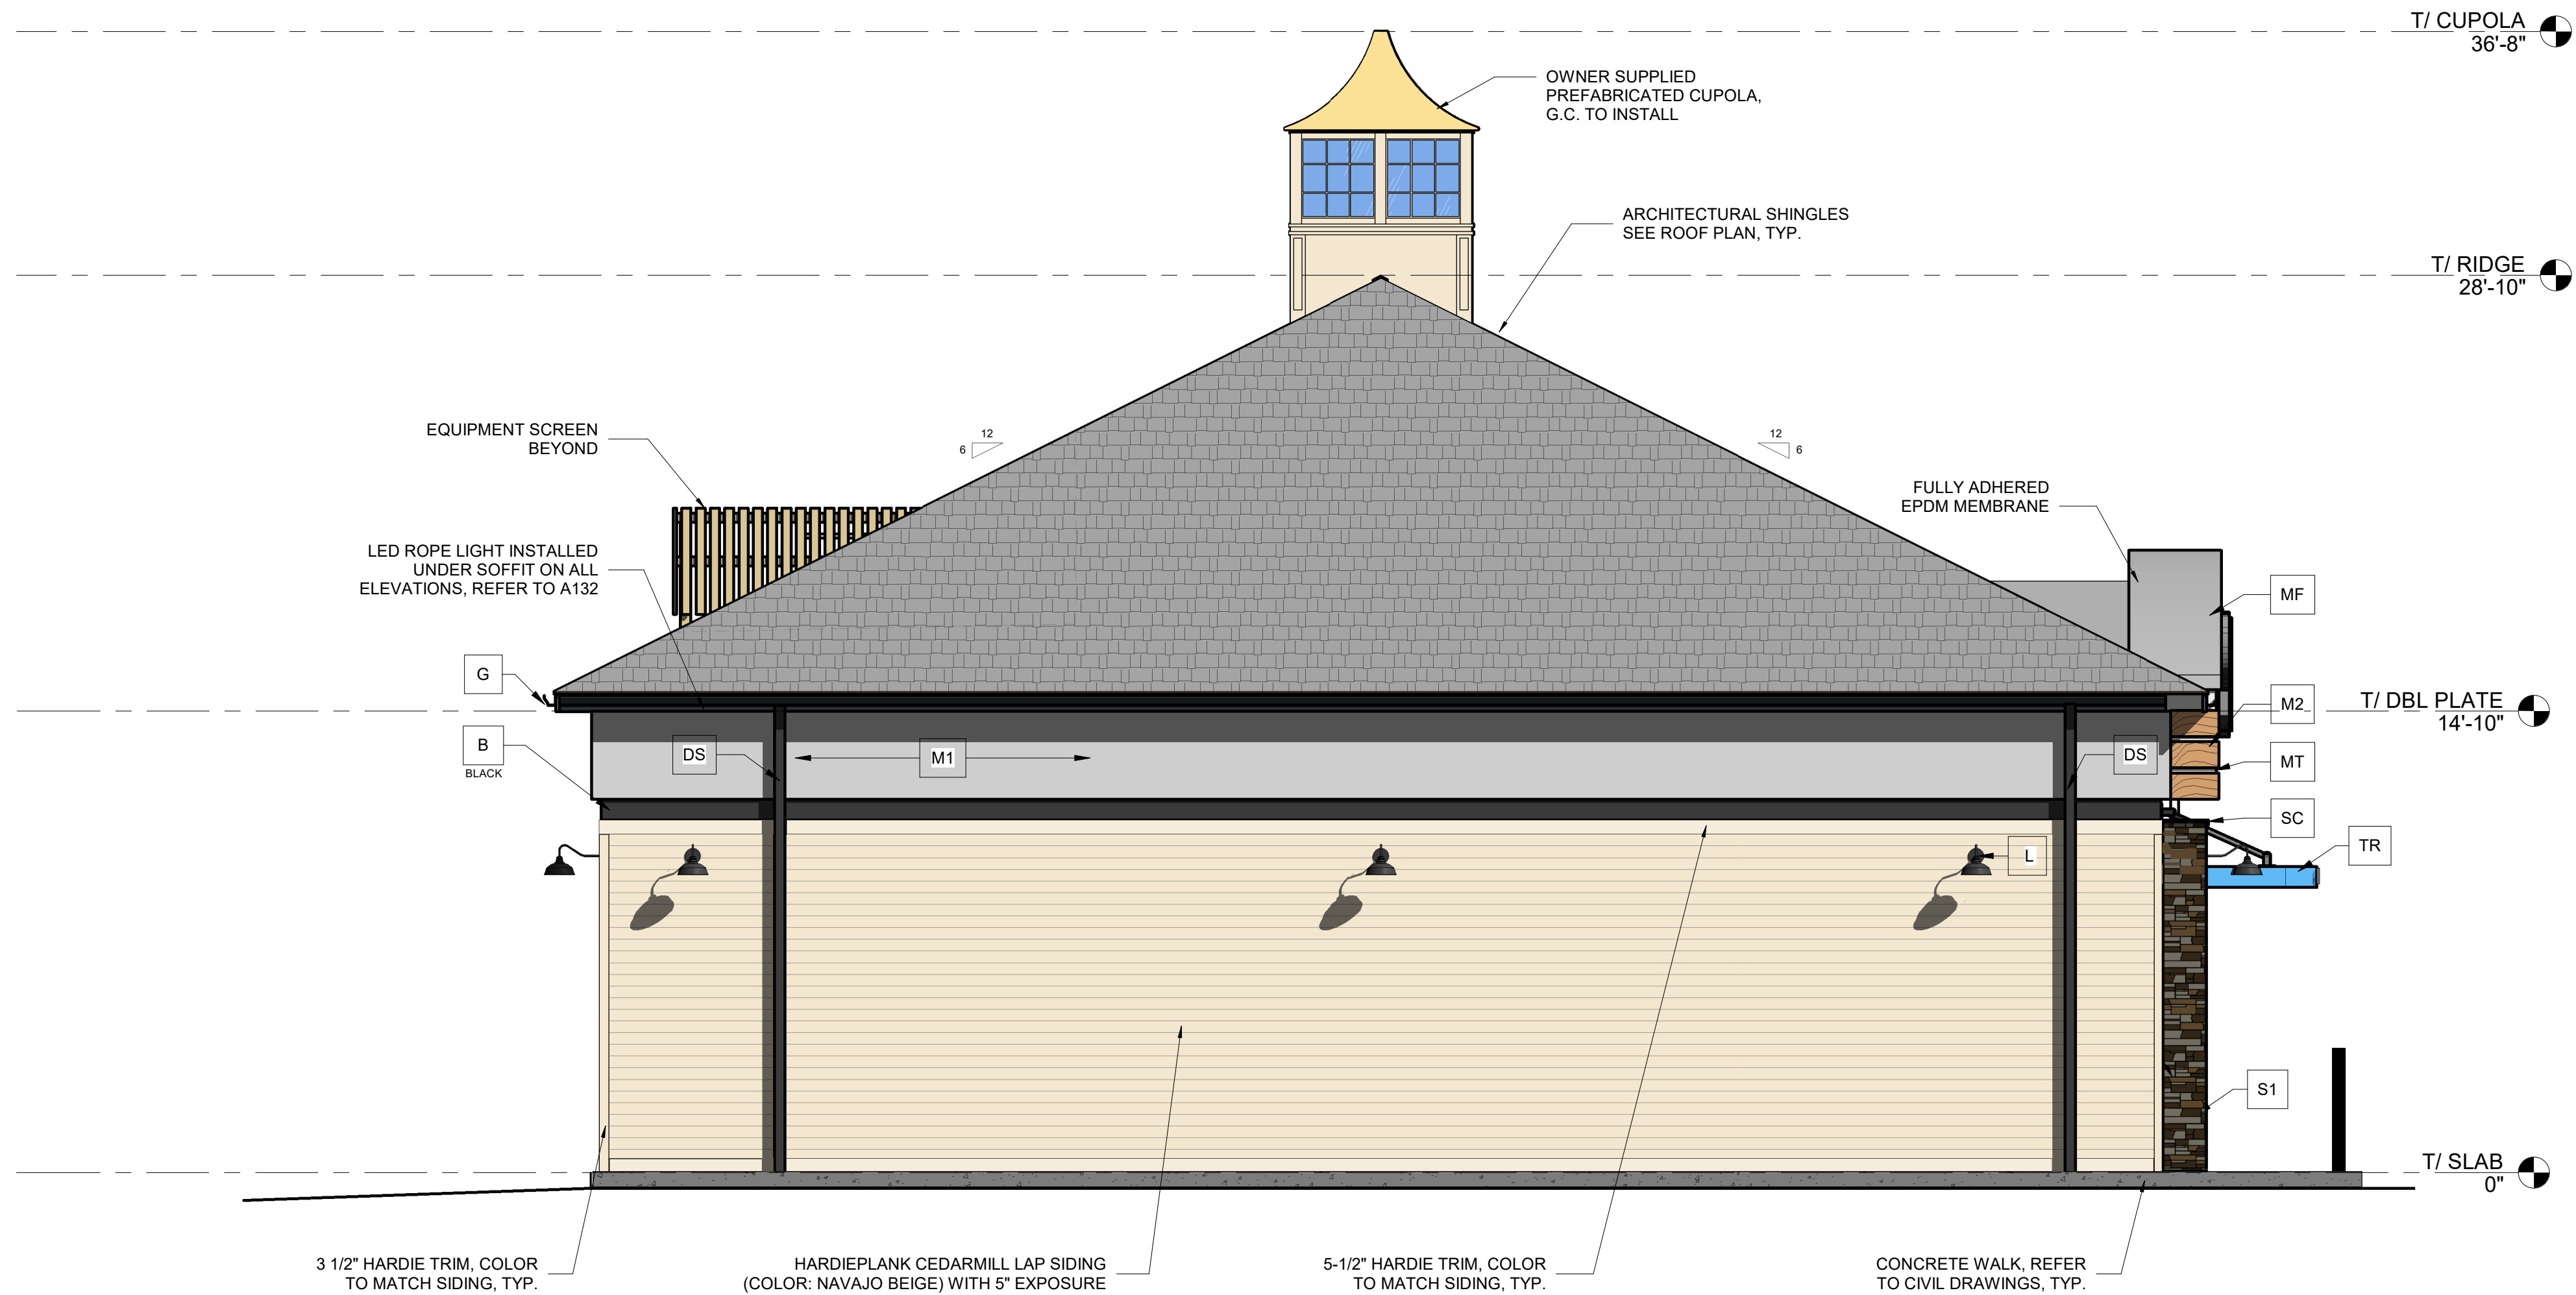 T/ CUPOLA
36'-8"
OWNER SUPPLIED
PREFABRICATED CUPOLA,
G.C. TO INSTALL
ARCHITECTURAL SHINGLES
SEE ROOF PLAN, TYP.
T/ RIDGE
28'-10"
EQUIPMENT SCREEN
BEYOND
12
6
12
6
FULLY ADHERED
EPDM MEMBRANE
LED ROPE LIGHT INSTALLED
UNDER SOFFIT ON ALL
ELEVATIONS, REFER TO A132
MF
G
M2
T/ DBL PLATE
14'-10"
B
BLACK
DS
M1
DS
MT
SC
TR
L
S1
T/ SLAB
0"
3 1/2" HARDIE TRIM, COLOR
TO MATCH SIDING, TYP.
HARDIEPLANK CEDARMILL LAP SIDING
(COLOR: NAVAJO BEIGE) WITH 5" EXPOSURE
5-1/2" HARDIE TRIM, COLOR
TO MATCH SIDING, TYP.
CONCRETE WALK, REFER
TO CIVIL DRAWINGS, TYP.